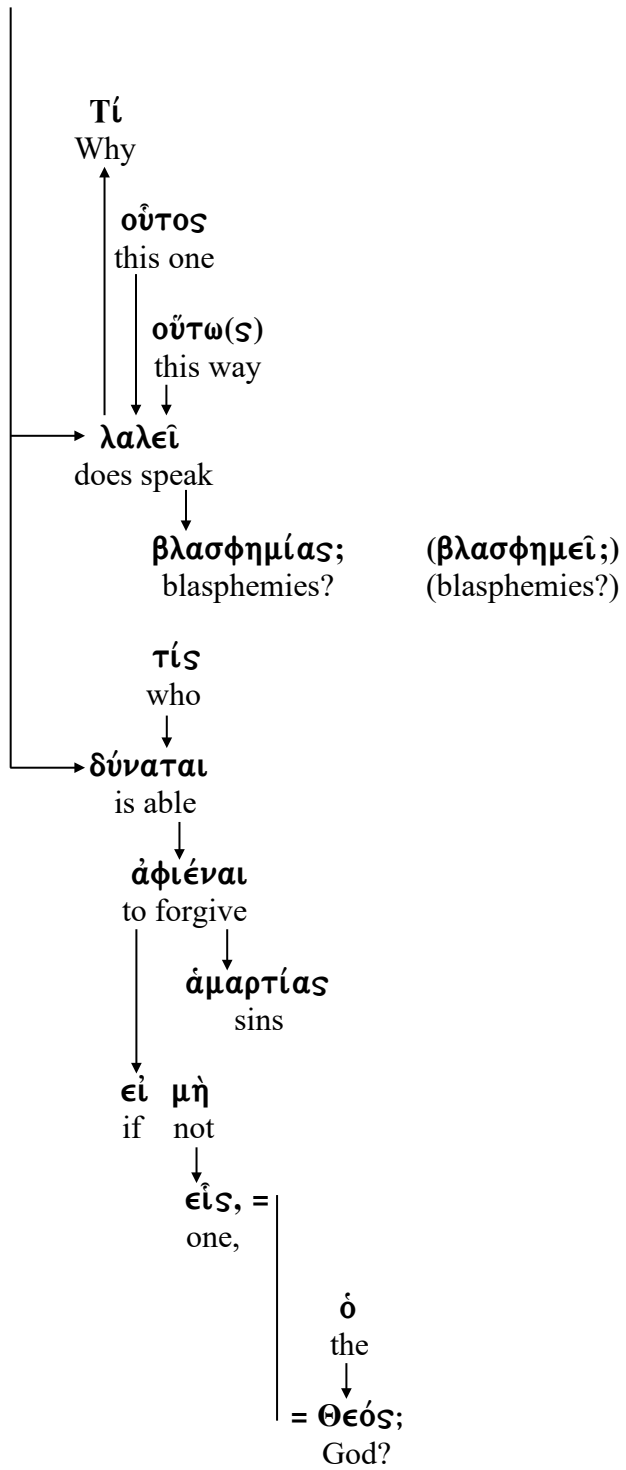 Τί
Why
οὗτος
this one
οὕτω(ς)
this way
λαλεῖ
does speak
βλασφημίας; (βλασφημεῖ;)
blasphemies? (blasphemies?)
τίς
who
δύναται
is able
ἀφιέναι
to forgive
ἁμαρτίας
sins
εἰ μὴ
if not
εἷς, =
one,
ὁ
the
= Θεός;
God?